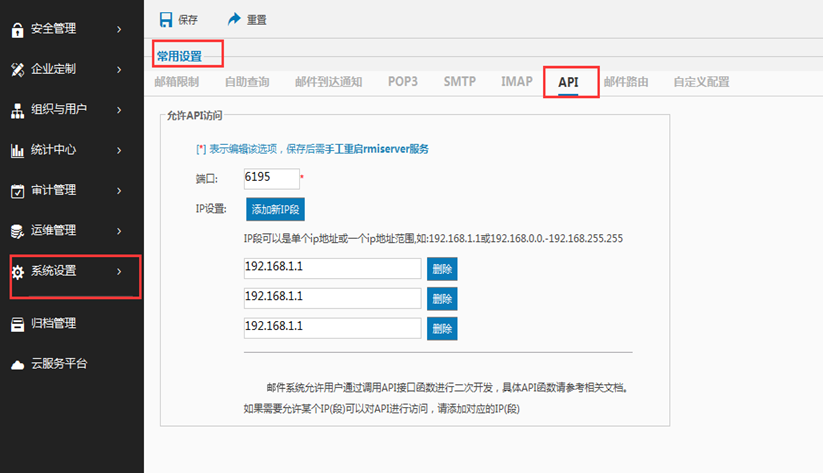 安全管理
企业定制
组织与用户
统计中心
审计管理
运维管理
系统设置
归档管理
云服务平台
保存 重置
常用设置
邮箱限制 自助查询 邮件到达通知 POP3 SMTP IMAP API 邮件路由 自定义配置
允许API访问
[*] 表示编辑该选项，保存后需手工重启rmiserver服务
端口: 6195 *
IP设置: 添加新IP段
IP段可以是单个ip地址或一个ip地址范围,如:192.168.1.1或192.168.0.0.-192.168.255.255
192.168.1.1 删除
192.168.1.1 删除
192.168.1.1 删除
邮件系统允许用户通过调用API接口函数进行二次开发，具体API函数请参考相关文档。
如果需要允许某个IP(段)可以对API进行访问，请添加对应的IP(段)